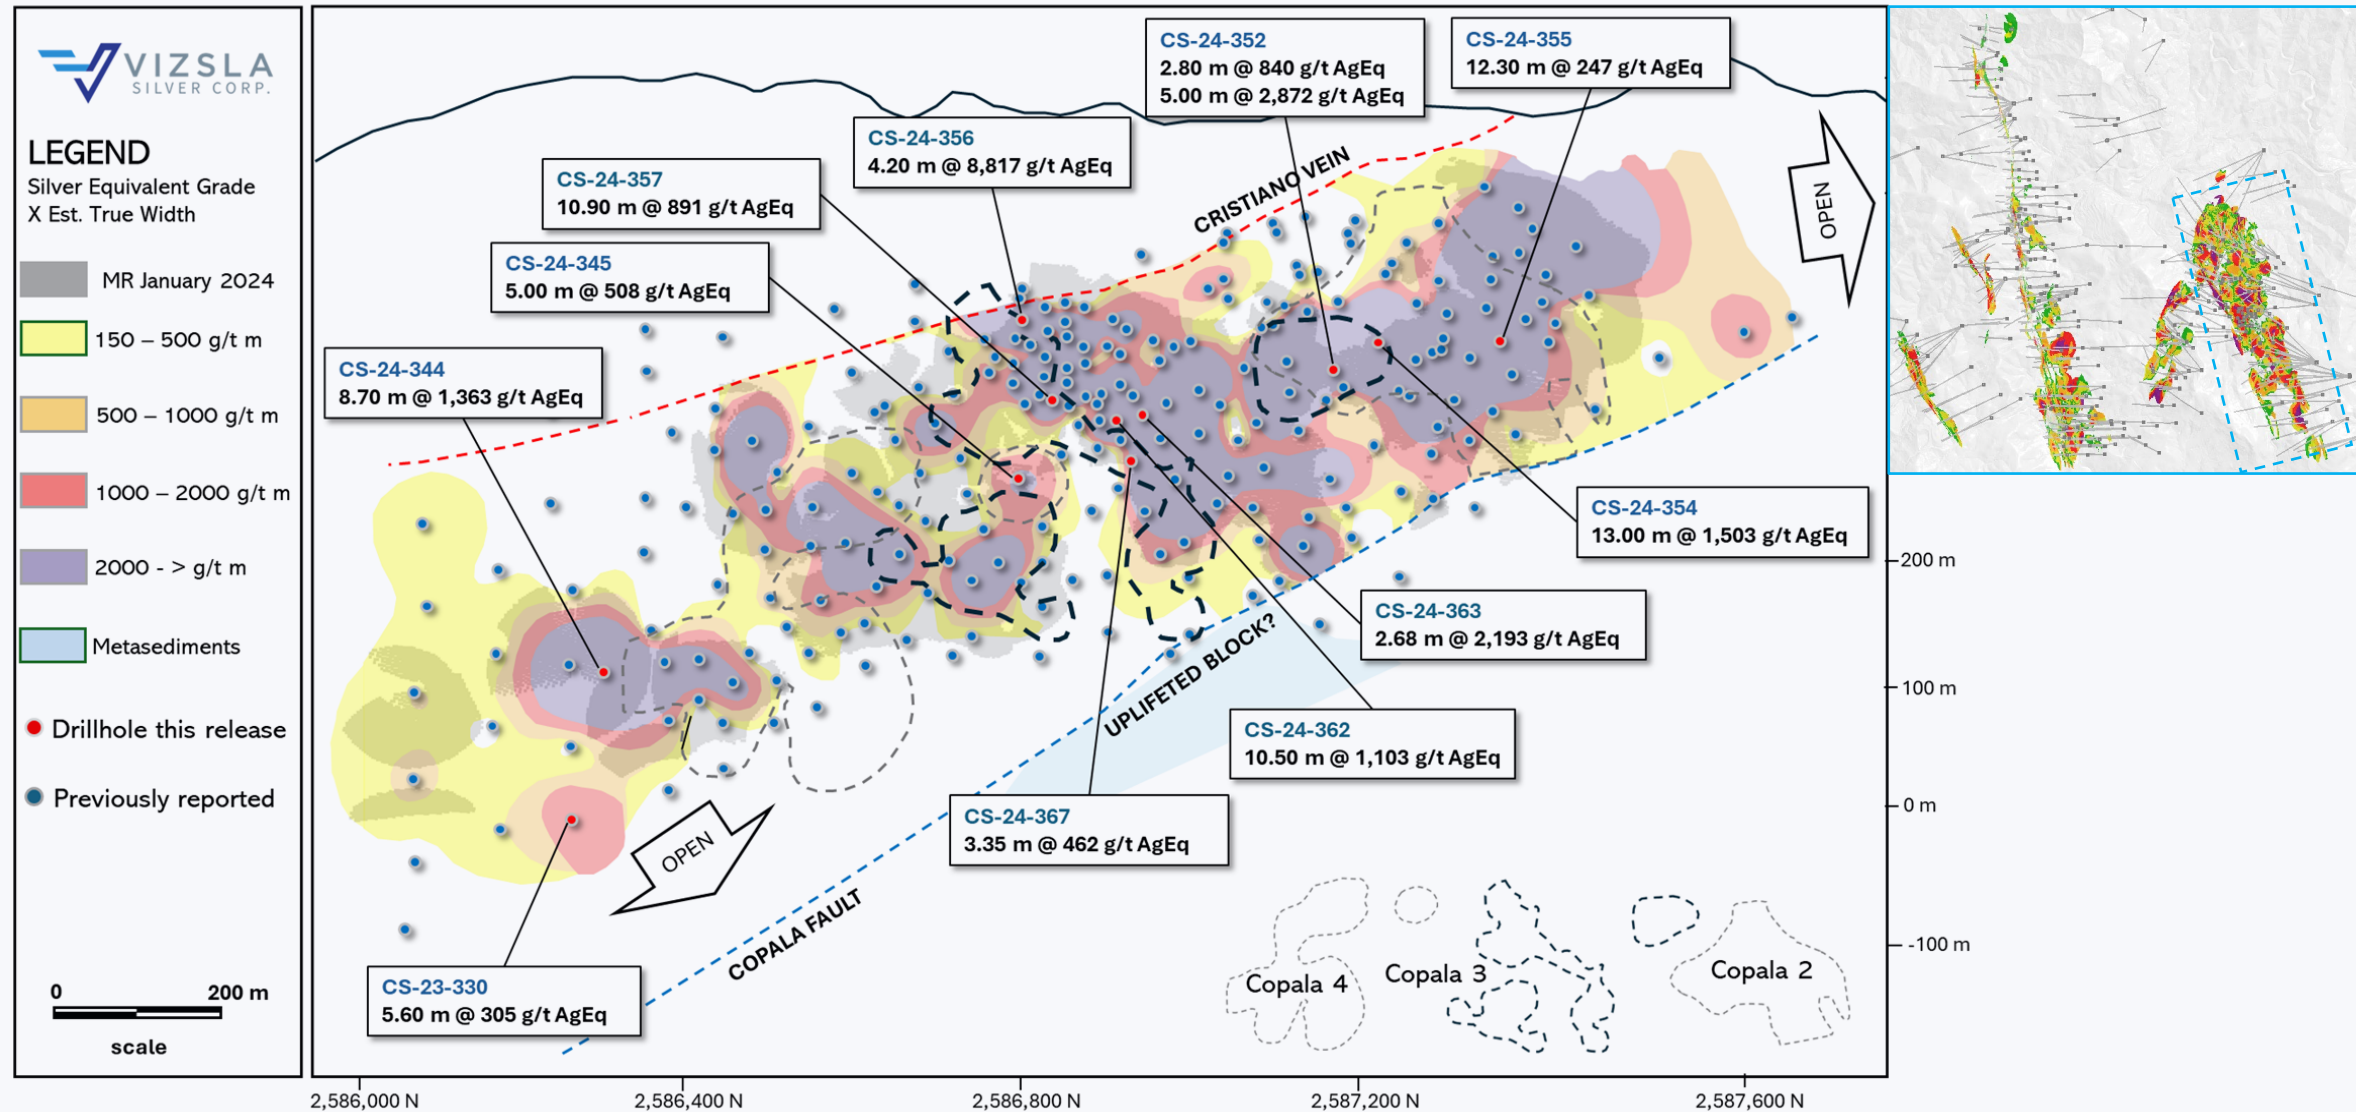 VIZSLA
SILVER CORP.
LEGEND
Silver Equivalent Grade
X Est. True Width
MR January 2024
150 – 500 g/t m
500 – 1000 g/t m
1000 – 2000 g/t m
2000 - > g/t m
Metasediments
Drillhole this release
Previously reported
0 200 m
scale
CS-24-352
2.80 m @ 840 g/t AgEq
5.00 m @ 2,872 g/t AgEq
CS-24-355
12.30 m @ 247 g/t AgEq
CS-24-356
4.20 m @ 8,817 g/t AgEq
CS-24-357
10.90 m @ 891 g/t AgEq
CS-24-345
5.00 m @ 508 g/t AgEq
CS-24-344
8.70 m @ 1,363 g/t AgEq
CRISTIANO VEIN
OPEN
CS-24-354
13.00 m @ 1,503 g/t AgEq
CS-24-363
2.68 m @ 2,193 g/t AgEq
UPLIFETED BLOCK?
CS-24-362
10.50 m @ 1,103 g/t AgEq
CS-24-367
3.35 m @ 462 g/t AgEq
OPEN
COPALA FAULT
CS-23-330
5.60 m @ 305 g/t AgEq
Copala 4
Copala 3
Copala 2
200 m
100 m
0 m
-100 m
2,586,000 N
2,586,400 N
2,586,800 N
2,587,200 N
2,587,600 N